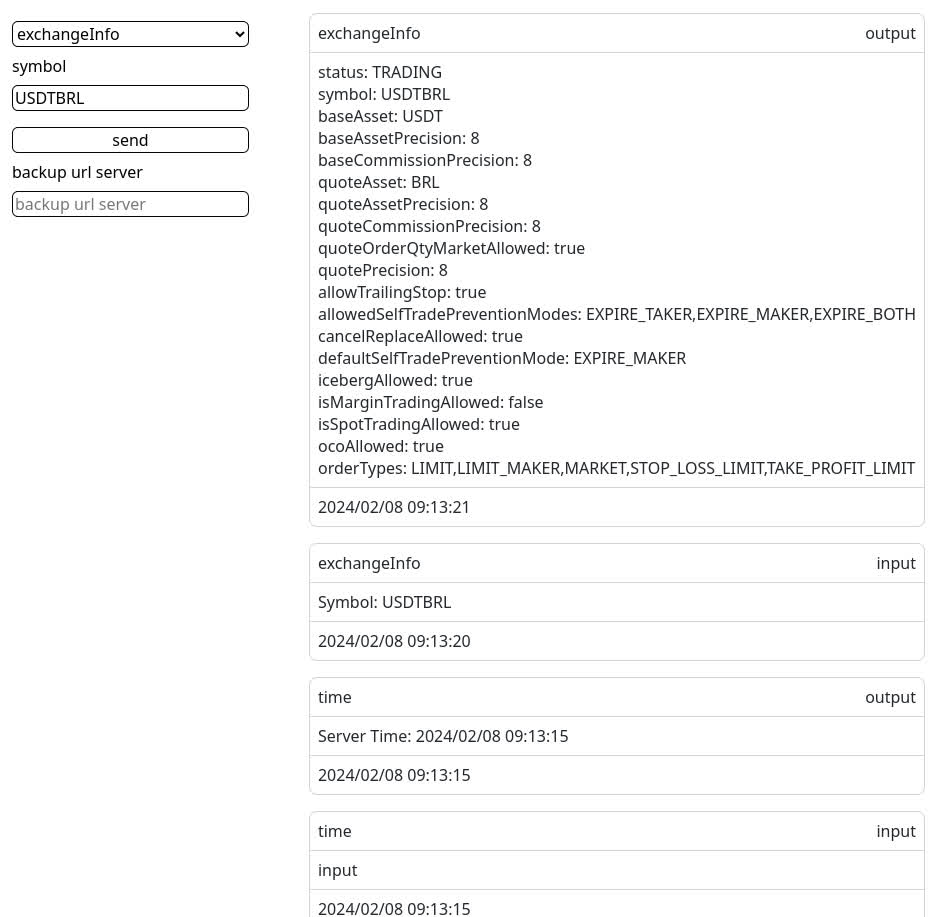 exchangeInfo
symbol
USDTBRL
send
backup url server
backup url server
exchangeInfo output
status: TRADING
symbol: USDTBRL
baseAsset: USDT
baseAssetPrecision: 8
baseCommissionPrecision: 8
quoteAsset: BRL
quoteAssetPrecision: 8
quoteCommissionPrecision: 8
quoteOrderQtyMarketAllowed: true
quotePrecision: 8
allowTrailingStop: true
allowedSelfTradePreventionModes: EXPIRE_TAKER,EXPIRE_MAKER,EXPIRE_BOTH
cancelReplaceAllowed: true
defaultSelfTradePreventionMode: EXPIRE_MAKER
icebergAllowed: true
isMarginTradingAllowed: false
isSpotTradingAllowed: true
ocoAllowed: true
orderTypes: LIMIT,LIMIT_MAKER,MARKET,STOP_LOSS_LIMIT,TAKE_PROFIT_LIMIT
2024/02/08 09:13:21
exchangeInfo input
Symbol: USDTBRL
2024/02/08 09:13:20
time output
Server Time: 2024/02/08 09:13:15
2024/02/08 09:13:15
time input
input
2024/02/08 09:13:15